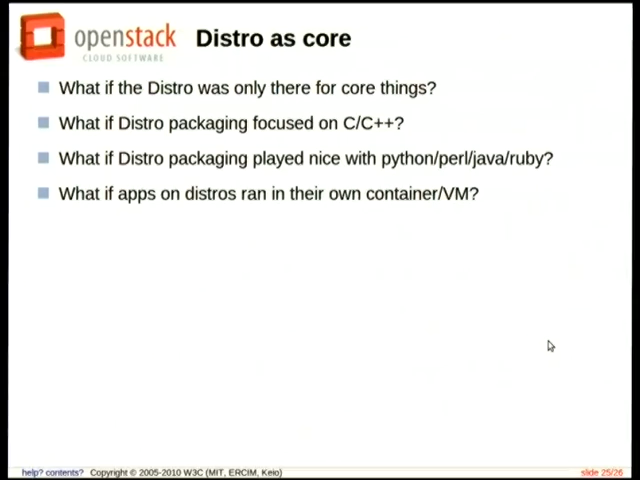 openstack
CLOUD SOFTWARE
Distro as core
What if the Distro was only there for core things?
What if Distro packaging focused on C/C++?
What if Distro packaging played nice with python/perl/java/ruby?
What if apps on distros ran in their own container/VM?
help? contents? Copyright © 2005-2010 W3C (MIT, ERCIM, Keio)
slide 25/26